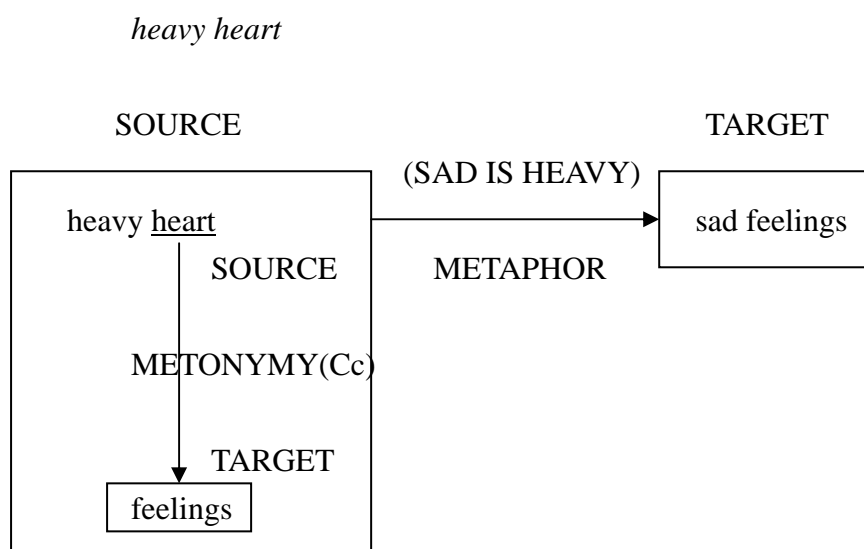 heavy heart
SOURCE
TARGET
(SAD IS HEAVY)
heavy heart
sad feelings
SOURCE
METAPHOR
METONYMY(Cc)
TARGET
feelings